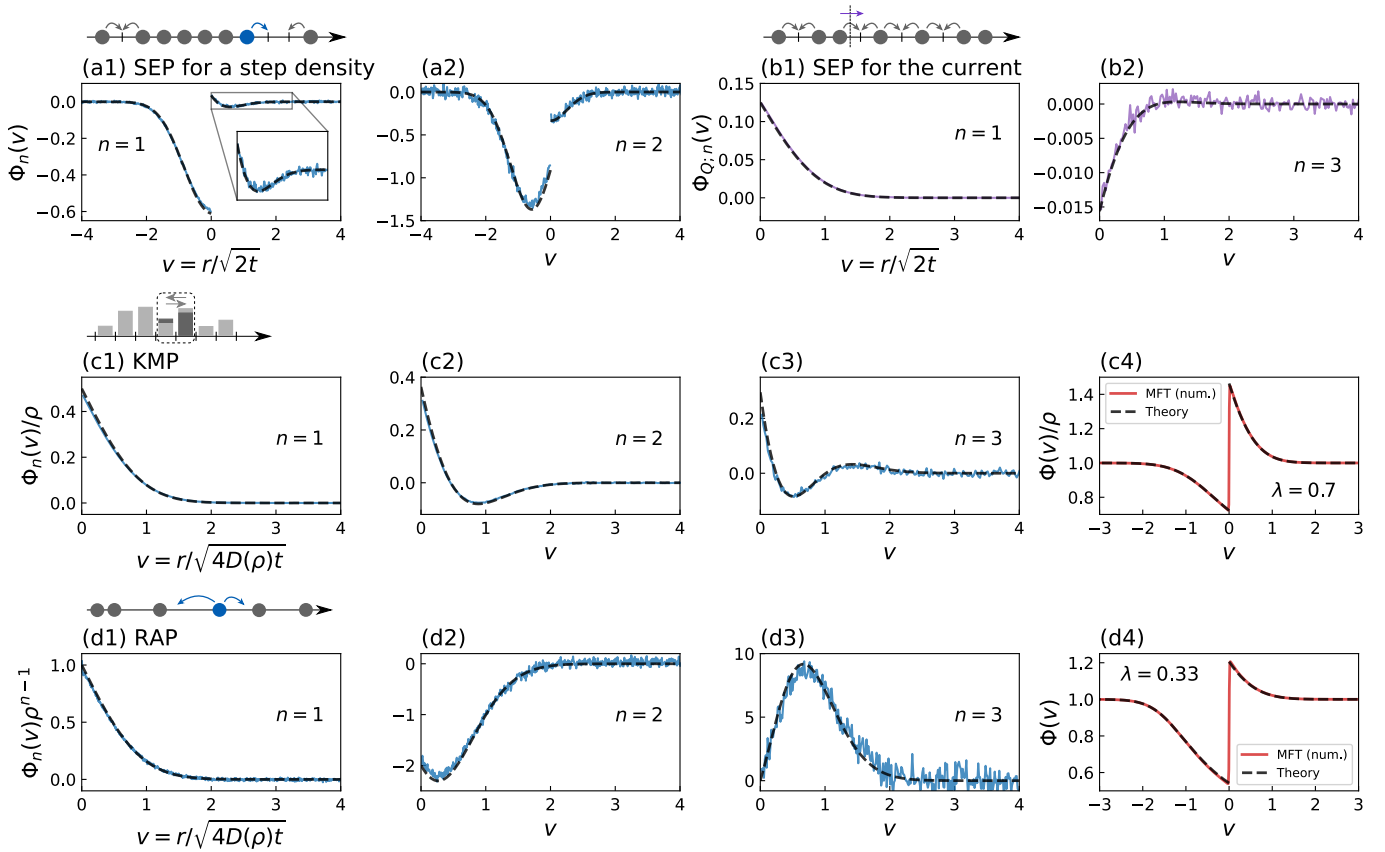 (a1) SEP for a step density
(a2)
(b1) SEP for the current
(b2)
Φₙ(v)
0.0
−0.2
−0.4
−0.6
n = 1
−4
−2
0
2
4
v = r/√2t
0.0
−0.5
−1.0
−1.5
n = 2
−4
−2
0
2
4
v
Φ_{Q; n}(v)
0.15
0.10
0.05
0.00
n = 1
0
1
2
3
4
v = r/√2t
0.000
−0.005
−0.010
−0.015
n = 3
0
1
2
3
4
v
(c1) KMP
(c2)
(c3)
(c4)
Φₙ(v)/ρ
0.4
0.2
0.0
n = 1
0
1
2
3
4
v = r/√4D(ρ)t
0.4
0.2
0.0
n = 2
0
1
2
3
4
v
0.2
0.0
n = 3
0
1
2
3
4
v
Φ(v)/ρ
1.4
1.2
1.0
0.8
MFT (num.)
Theory
λ = 0.7
−3
−2
−1
0
1
2
3
v
(d1) RAP
(d2)
(d3)
(d4)
Φₙ(v)ρⁿ⁻¹
1.0
0.5
0.0
n = 1
0
1
2
3
4
v = r/√4D(ρ)t
0
−1
−2
n = 2
0
1
2
3
4
v
10
5
0
n = 3
0
1
2
3
4
v
Φ(v)
1.2
1.0
0.8
0.6
λ = 0.33
MFT (num.)
Theory
−3
−2
−1
0
1
2
3
v